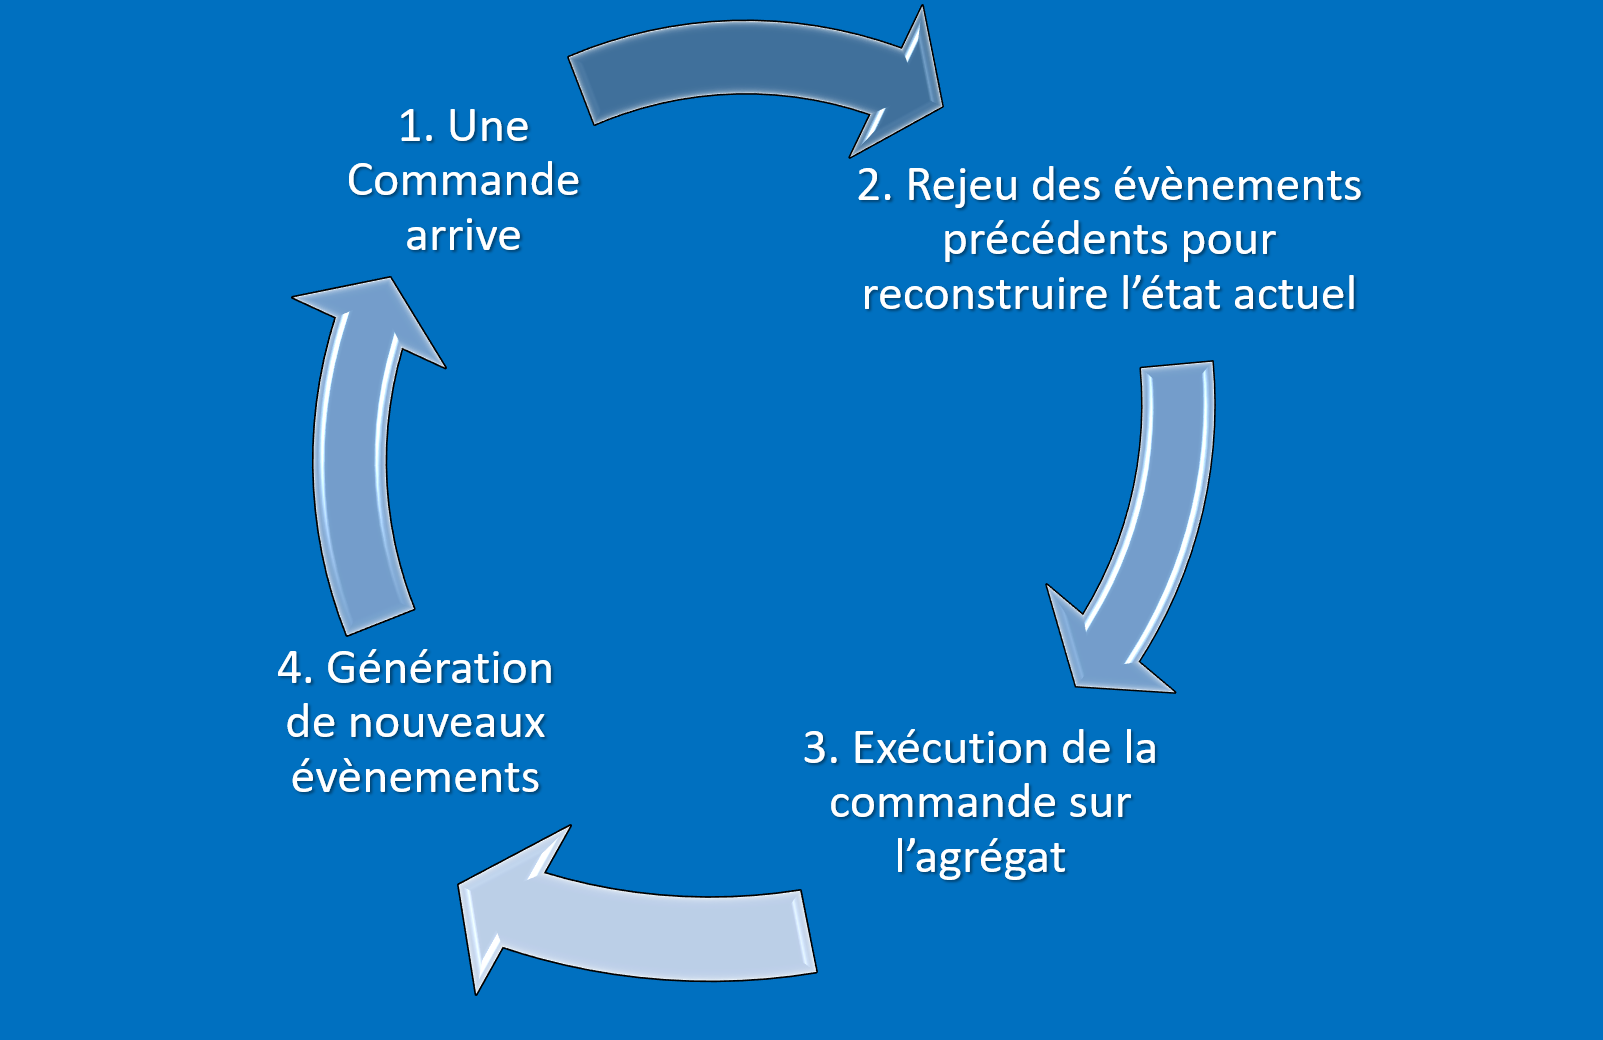 1. Une
Commande
arrive
2. Rejeu des évènements
précédents pour
reconstruire l’état actuel
3. Exécution de la
commande sur
l’agrégat
4. Génération
de nouveaux
évènements